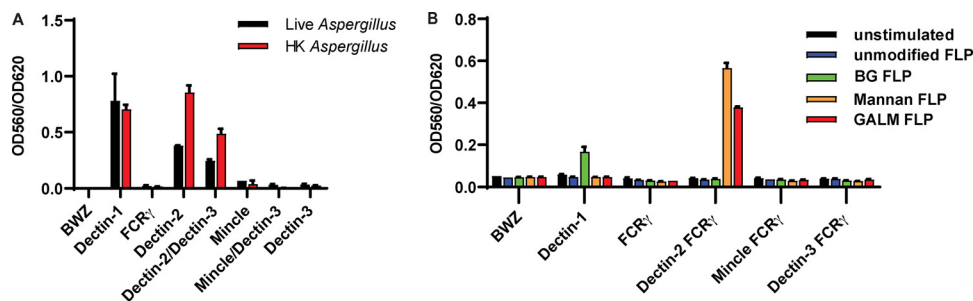 A
Live Aspergillus
HK Aspergillus
OD560/OD620
1.5
1.0
0.5
0.0
BWZ
Dectin-1
FCRγ
Dectin-2
Dectin-2/Dectin-3
Mincle
Mincle/Dectin-3
Dectin-3
B
unstimulated
unmodified FLP
BG FLP
Mannan FLP
GALM FLP
OD560/OD620
0.8
0.6
0.4
0.2
0.0
BWZ
Dectin-1
FCRγ
Dectin-2 FCRγ
Mincle FCRγ
Dectin-3 FCRγ